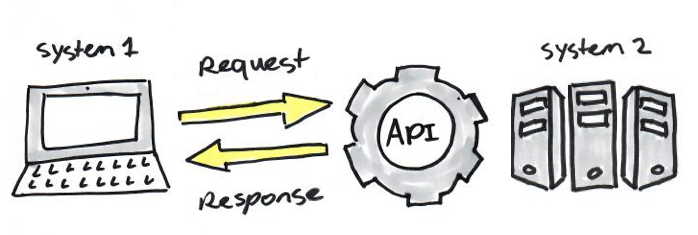 system 1
Request
API
Response
system 2